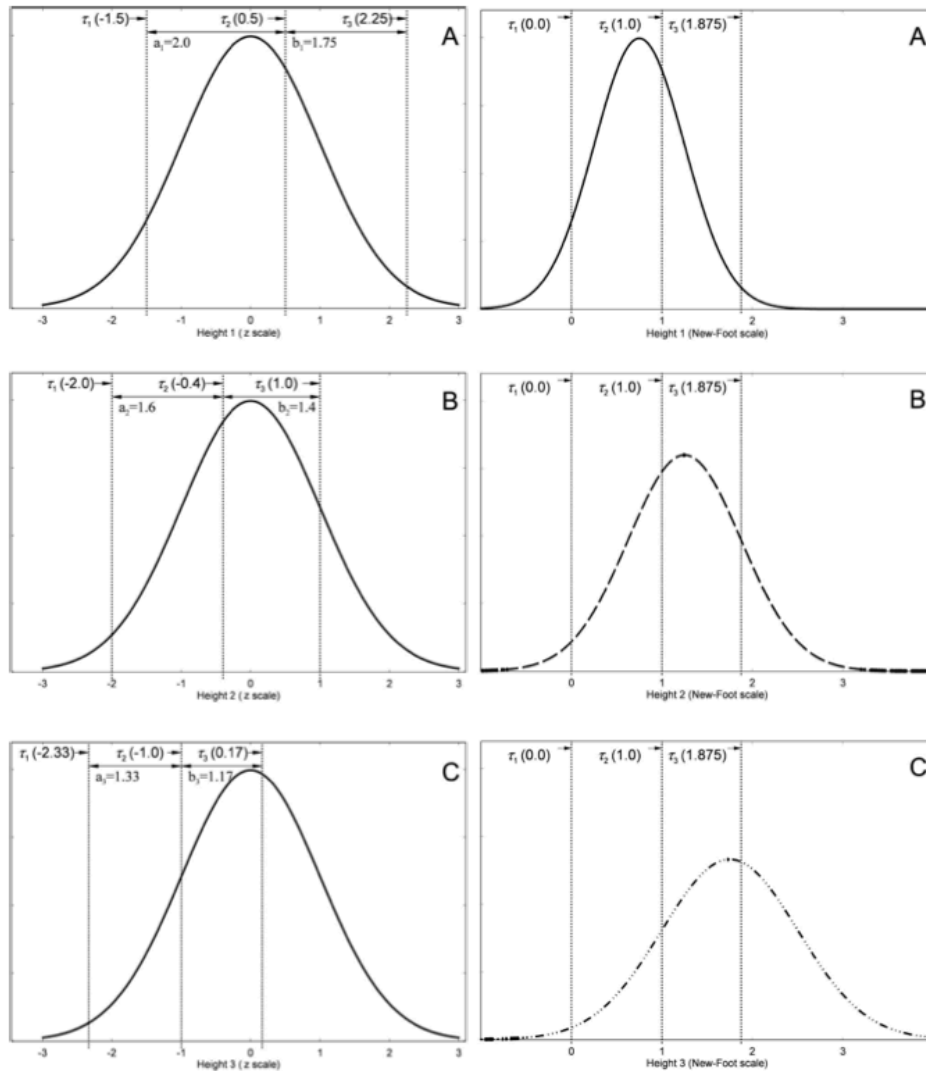 τ₁ (-1.5) τ₂ (0.5) τ₃ (2.25)
a₁=2.0 b₁=1.75
A
-3 -2 -1 0 1 2 3
Height 1 ( z scale)
τ₁ (0.0) τ₂ (1.0) τ₃ (1.875)
A
0 1 2 3
Height 1 (New-Foot scale)
τ₁ (-2.0) τ₂ (-0.4) τ₃ (1.0)
a₂=1.6 b₂=1.4
B
-3 -2 -1 0 1 2 3
Height 2 ( z scale)
τ₁ (0.0) τ₂ (1.0) τ₃ (1.875)
B
0 1 2 3
Height 2 (New-Foot scale)
τ₁ (-2.33) τ₂ (-1.0) τ₃ (0.17)
a₃=1.33 b₃=1.17
C
-3 -2 -1 0 1 2 3
Height 3 ( z scale)
τ₁ (0.0) τ₂ (1.0) τ₃ (1.875)
C
0 1 2 3
Height 3 (New-Foot scale)